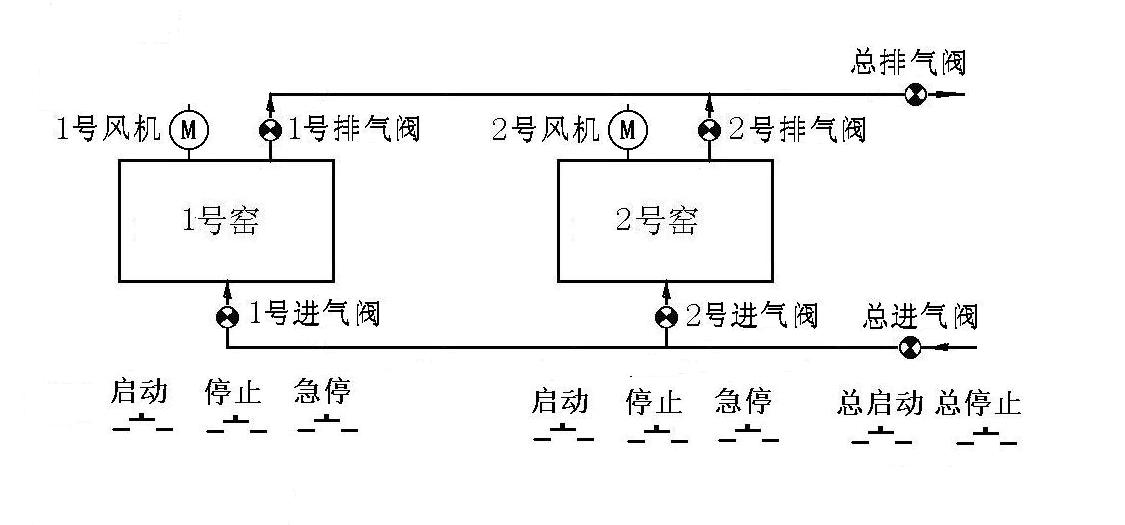 总排气阀
1号风机 M 1号排气阀 2号风机 M 2号排气阀
1号窑 2号窑
1号进气阀 2号进气阀 总进气阀
启动 停止 急停 启动 停止 急停 总启动 总停止